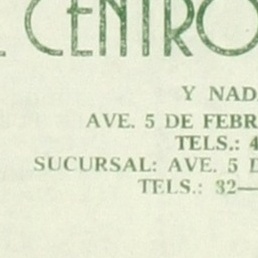 L CENTRO
Y NAD
AVE. 5 DE FEBR
TELS.: 4
SUCURSAL: AVE. 5 D
TELS.: 32—